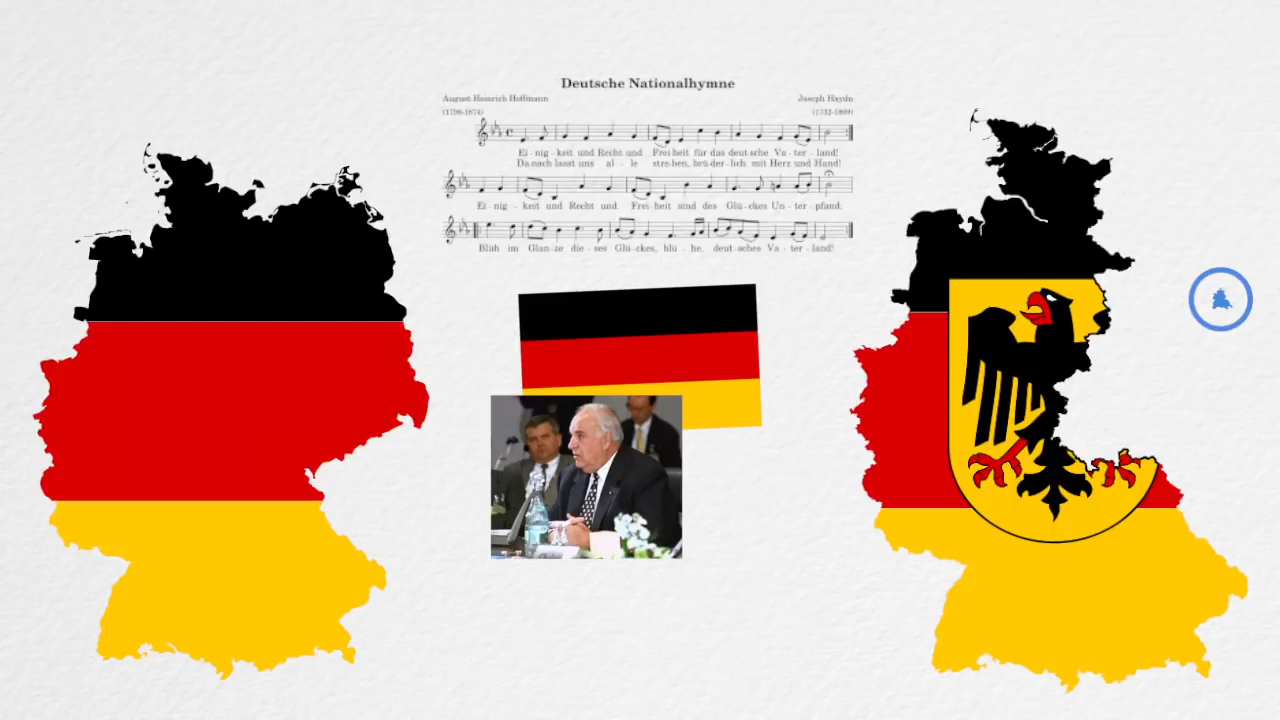 Deutsche Nationalhymne
August Heinrich Hoffmann Joseph Haydn
(1798-1874) (1732-1809)
Ei - nig - keit und Recht und Frei - heit für das deut - sche Va - ter - land!
Da - nach lasst uns al - le stre - ben, brü - der - lich mit Herz und Hand!
Ei - nig - keit und Recht und Frei - heit sind des Glü - ckes Un - ter - pfand;
Blüh im Glan - ze die - ses Glü - ckes, blü - he, deut - sches Va - ter - land!